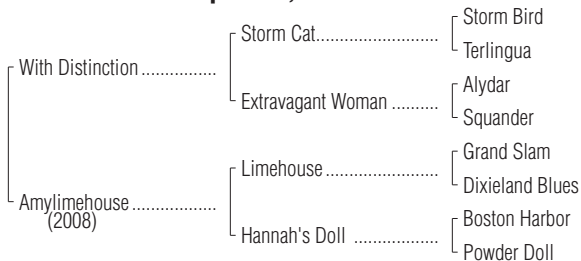 Storm Bird
Storm Cat..........................
Terlingua
With Distinction ................
Alydar
Extravagant Woman ..........
Squander
Grand Slam
Limehouse ........................
Dixieland Blues
Amylimehouse ..................
(2008)
Boston Harbor
Hannah's Doll ..................
Powder Doll